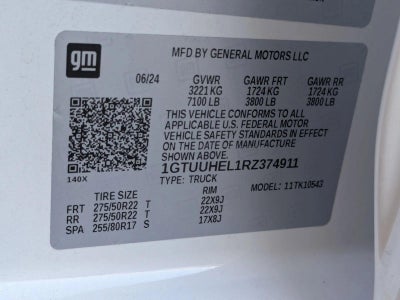 gm
MFD BY GENERAL MOTORS LLC
06/24 GVWR GAWR FRT GAWR RR
3221 KG 1724 KG 1724 KG
7100 LB 3800 LB 3800 LB
THIS VEHICLE CONFORMS TO ALL
APPLICABLE U.S. FEDERAL MOTOR
VEHICLE SAFETY STANDARDS IN EFFECT
ON THE DATE OF MANUFACTURE
SHOWN ABOVE.
1GTUUHEL1RZ374911
140X
TYPE: TRUCK
MODEL: 11TK10543
TIRE SIZE RIM
FRT 275/50R22 T 22X9J
RR 275/50R22 T 22X9J
SPA 255/80R17 S 17X8J